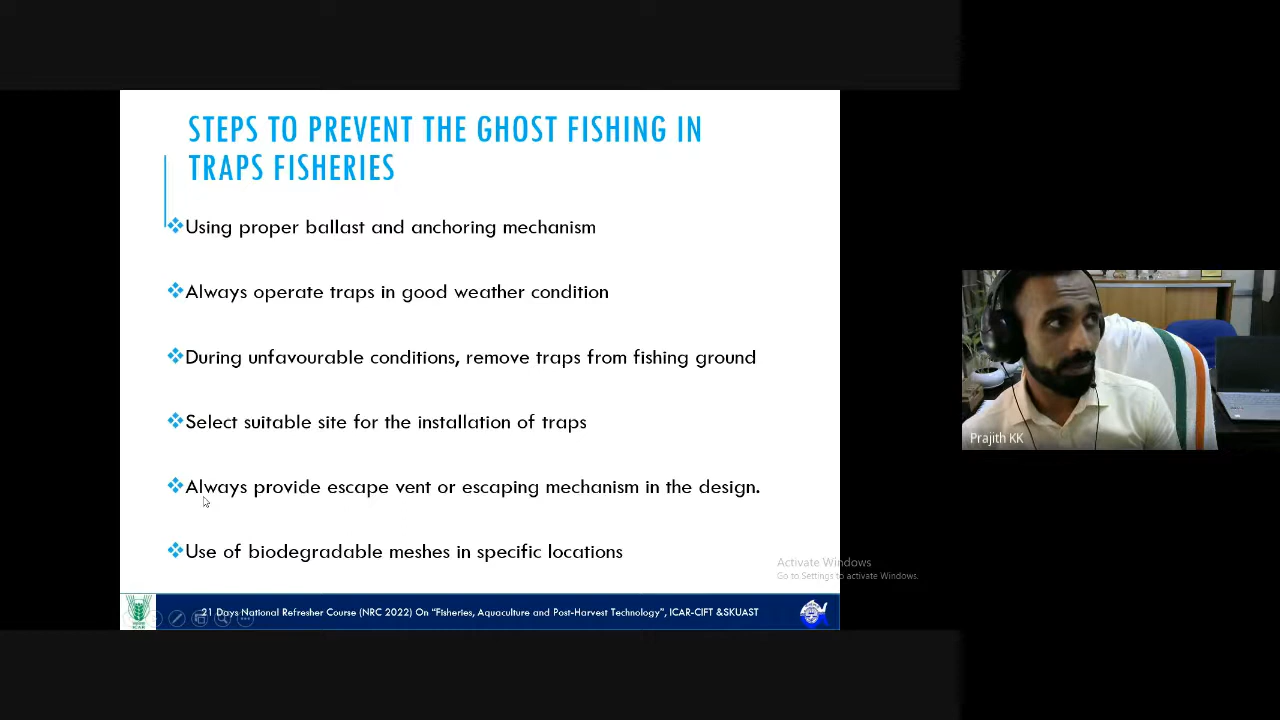 STEPS TO PREVENT THE GHOST FISHING IN
TRAPS FISHERIES
Using proper ballast and anchoring mechanism
Always operate traps in good weather condition
During unfavourable conditions, remove traps from fishing ground
Select suitable site for the installation of traps
Always provide escape vent or escaping mechanism in the design.
Use of biodegradable meshes in specific locations
Activate Windows
Go to Settings to activate Windows.
21 Days National Refresher Course (NRC 2022) On "Fisheries, Aquaculture and Post-Harvest Technology", ICAR-CIFT &SKUAST
ICAR
Prajith KK